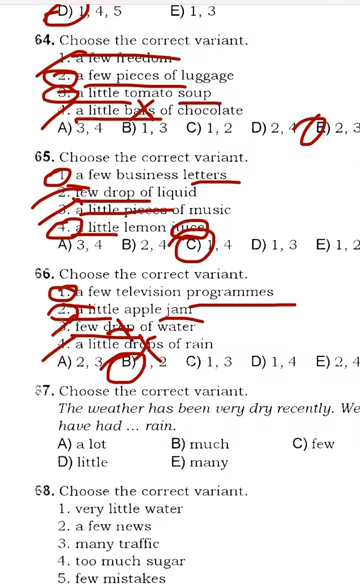 D) 1, 4, 5 E) 1, 3
64. Choose the correct variant.
1. a few freedom
2. a few pieces of luggage
3. a little tomato soup
4. a little bars of chocolate
A) 3, 4 B) 1, 3 C) 1, 2 D) 2, 4 E) 2, 3
65. Choose the correct variant.
1. a few business letters
2. few drop of liquid
3. a little pieces of music
4. a little lemon juice
A) 3, 4 B) 2, 4 C) 1, 4 D) 1, 3 E) 1, 2
66. Choose the correct variant.
1. a few television programmes
2. a little apple jam
3. few drop of water
4. a little drops of rain
A) 2, 3 B) 1, 2 C) 1, 3 D) 1, 4 E) 2, 4
67. Choose the correct variant.
The weather has been very dry recently. We
have had ... rain.
A) a lot B) much C) few
D) little E) many
68. Choose the correct variant.
1. very little water
2. a few news
3. many traffic
4. too much sugar
5. few mistakes